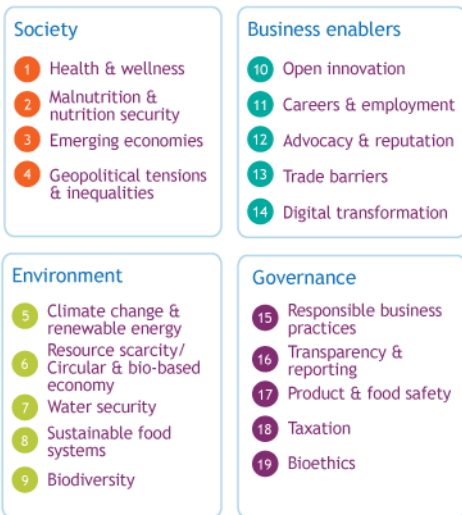 Society
1 Health & wellness
2 Malnutrition &
nutrition security
3 Emerging economies
4 Geopolitical tensions
& inequalities
Business enablers
10 Open innovation
11 Careers & employment
12 Advocacy & reputation
13 Trade barriers
14 Digital transformation
Environment
5 Climate change &
renewable energy
6 Resource scarcity/
Circular & bio-based
economy
7 Water security
8 Sustainable food
systems
9 Biodiversity
Governance
15 Responsible business
practices
16 Transparency &
reporting
17 Product & food safety
18 Taxation
19 Bioethics